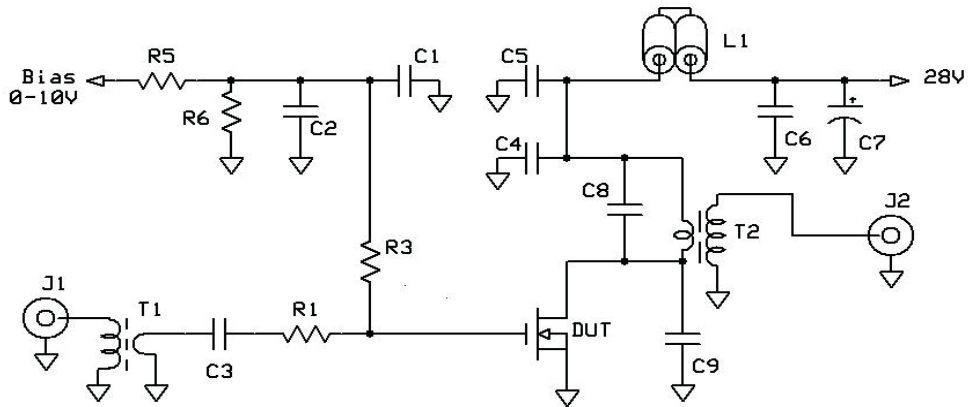 R5
C1
C5
L1
Bias
0-10V
28V
R6
C2
C4
C6
C7
+
C8
J2
T2
R3
J1
T1
R1
DUT
C3
C9